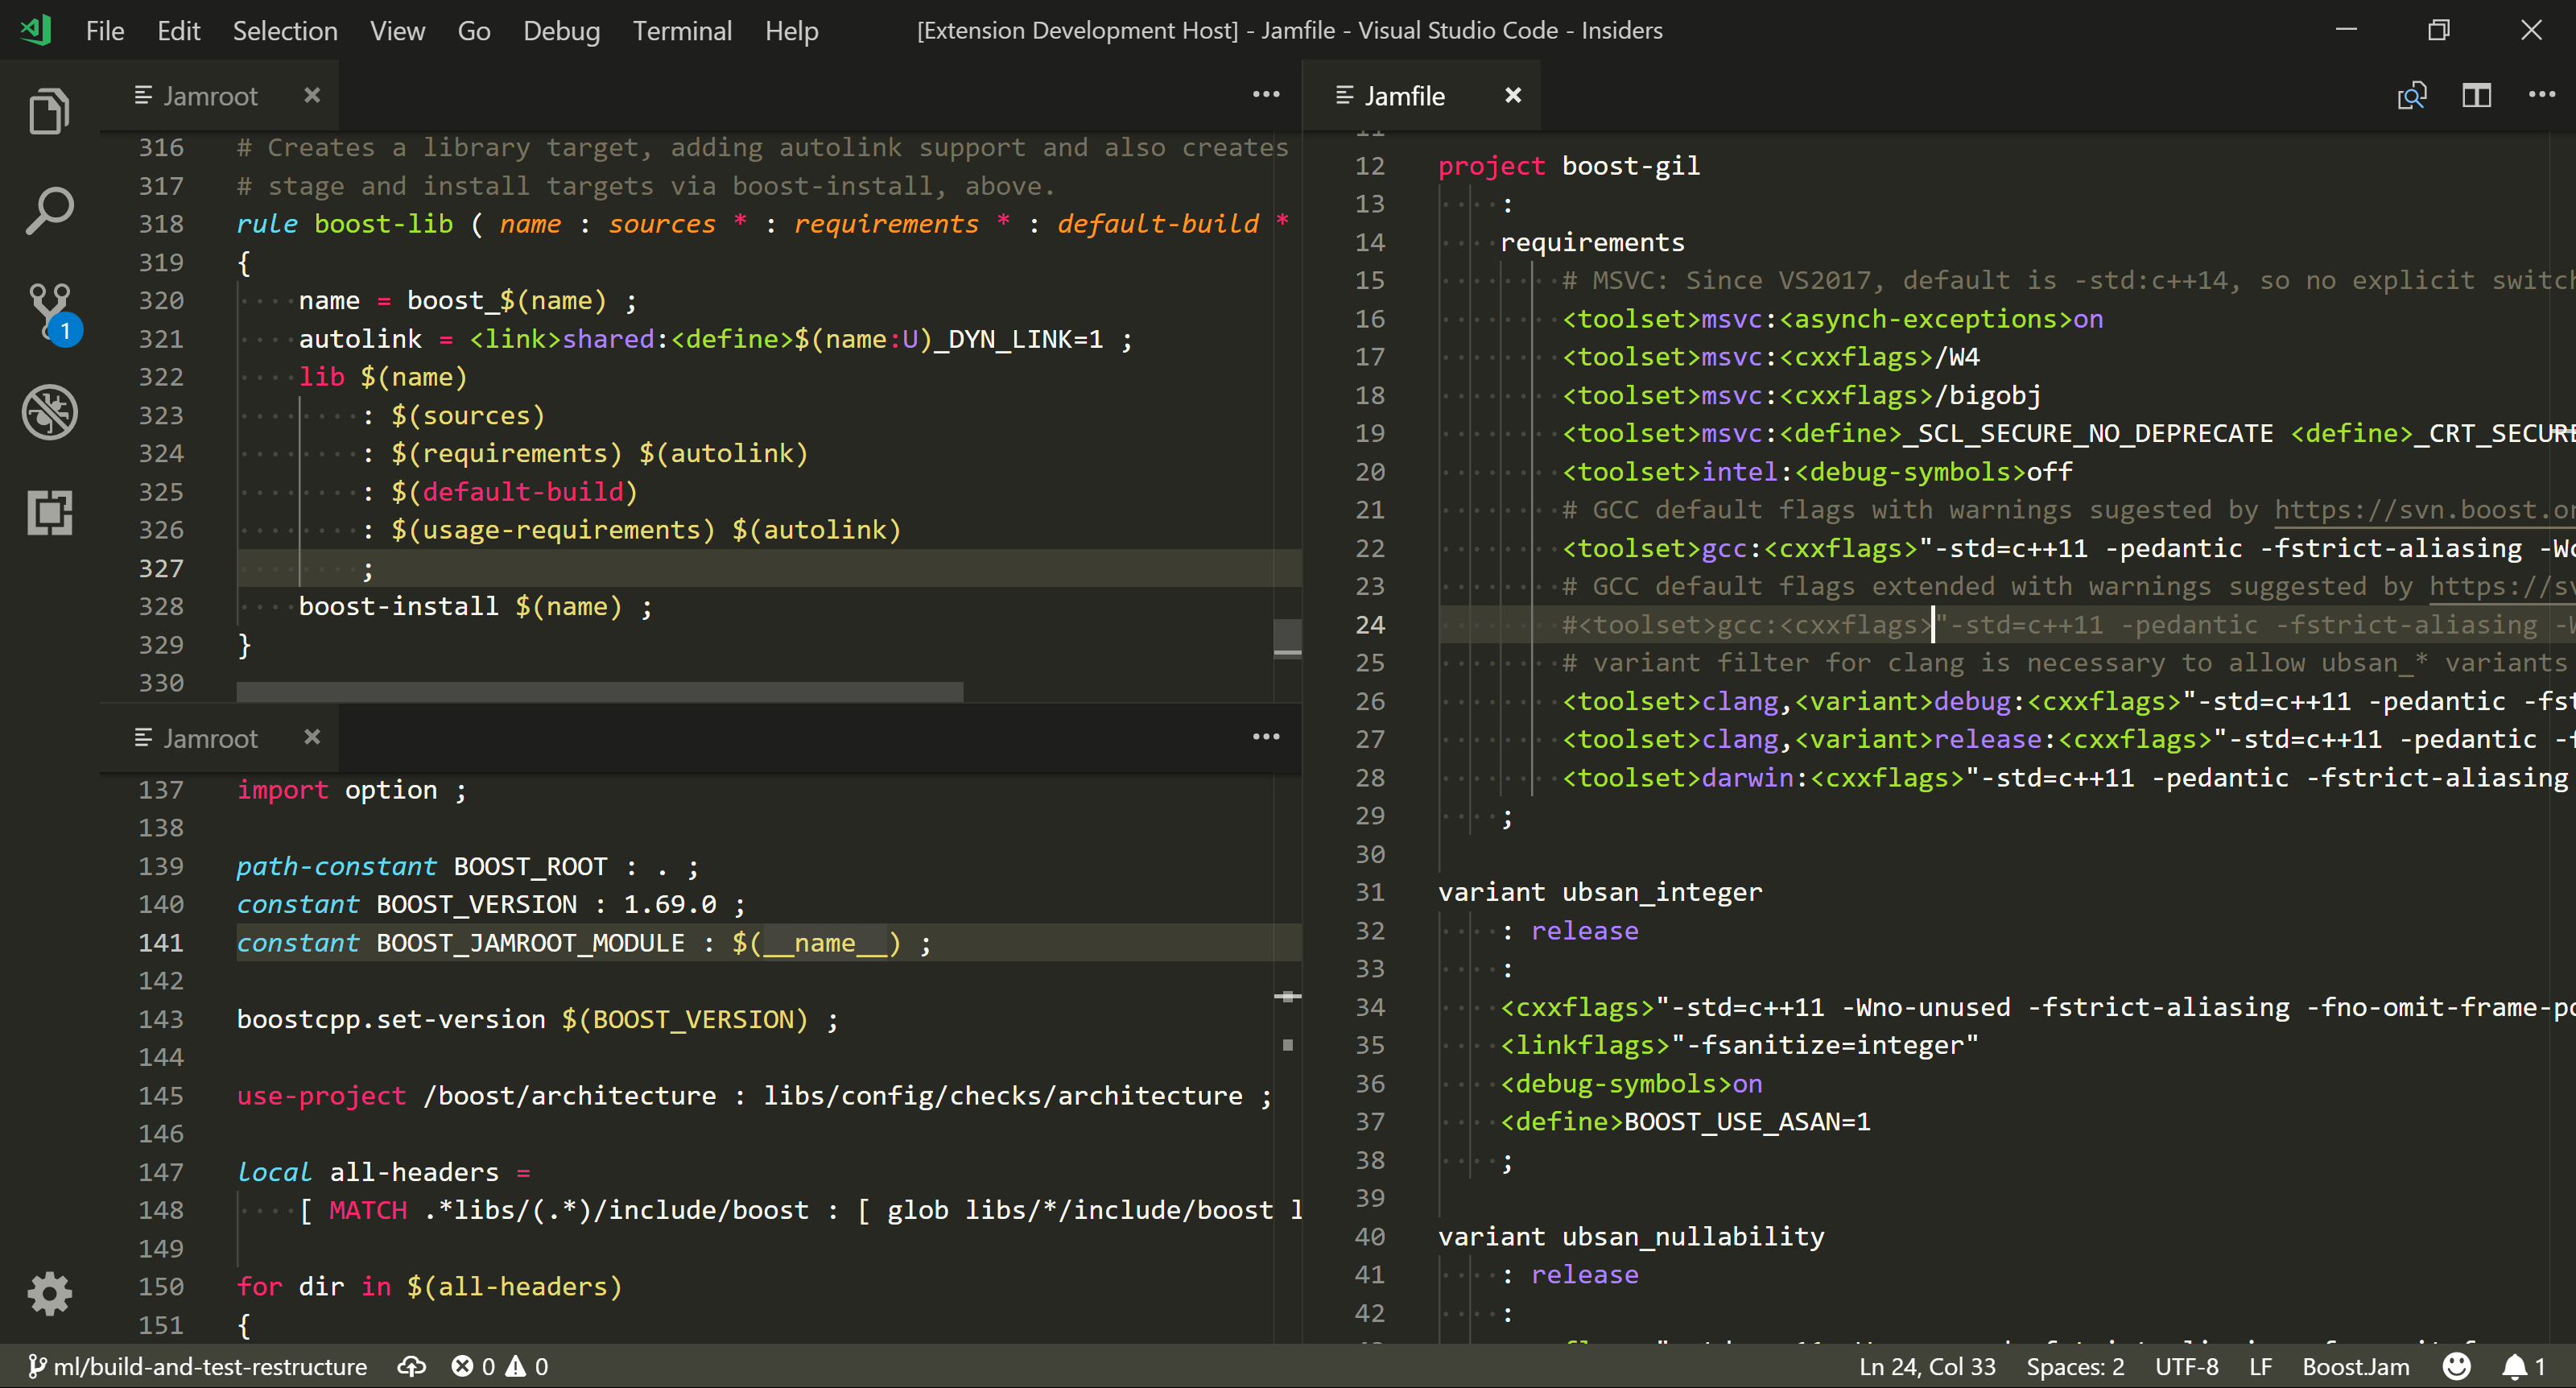 File Edit Selection View Go Debug Terminal Help [Extension Development Host] - Jamfile - Visual Studio Code - Insiders
Jamroot
316 # Creates a library target, adding autolink support and also creates
317 # stage and install targets via boost-install, above.
318 rule boost-lib ( name : sources * : requirements * : default-build *
319 {
320 name = boost_$(name) ;
321 autolink = <link>shared:<define>$(name:U)_DYN_LINK=1 ;
322 lib $(name)
323 : $(sources)
324 : $(requirements) $(autolink)
325 : $(default-build)
326 : $(usage-requirements) $(autolink)
327 ;
328 boost-install $(name) ;
329 }
330
Jamroot
137 import option ;
138
139 path-constant BOOST_ROOT : . ;
140 constant BOOST_VERSION : 1.69.0 ;
141 constant BOOST_JAMROOT_MODULE : $(__name__) ;
142
143 boostcpp.set-version $(BOOST_VERSION) ;
144
145 use-project /boost/architecture : libs/config/checks/architecture ;
146
147 local all-headers =
148 [ MATCH .*libs/(.*)/include/boost : [ glob libs/*/include/boost l
149
150 for dir in $(all-headers)
151 {
Jamfile
11
12 project boost-gil
13 :
14 requirements
15 # MSVC: Since VS2017, default is -std:c++14, so no explicit switch
16 <toolset>msvc:<asynch-exceptions>on
17 <toolset>msvc:<cxxflags>/W4
18 <toolset>msvc:<cxxflags>/bigobj
19 <toolset>msvc:<define>_SCL_SECURE_NO_DEPRECATE <define>_CRT_SECURE
20 <toolset>intel:<debug-symbols>off
21 # GCC default flags with warnings sugested by https://svn.boost.or
22 <toolset>gcc:<cxxflags>"-std=c++11 -pedantic -fstrict-aliasing -Wc
23 # GCC default flags extended with warnings suggested by https://sv
24 #<toolset>gcc:<cxxflags>"-std=c++11 -pedantic -fstrict-aliasing -W
25 # variant filter for clang is necessary to allow ubsan_* variants
26 <toolset>clang,<variant>debug:<cxxflags>"-std=c++11 -pedantic -fst
27 <toolset>clang,<variant>release:<cxxflags>"-std=c++11 -pedantic -f
28 <toolset>darwin:<cxxflags>"-std=c++11 -pedantic -fstrict-aliasing
29 ;
30
31 variant ubsan_integer
32 : release
33 :
34 <cxxflags>"-std=c++11 -Wno-unused -fstrict-aliasing -fno-omit-frame-po
35 <linkflags>"-fsanitize=integer"
36 <debug-symbols>on
37 <define>BOOST_USE_ASAN=1
38 ;
39
40 variant ubsan_nullability
41 : release
42 :
1
ml/build-and-test-restructure 0 0 Ln 24, Col 33 Spaces: 2 UTF-8 LF Boost.Jam 1